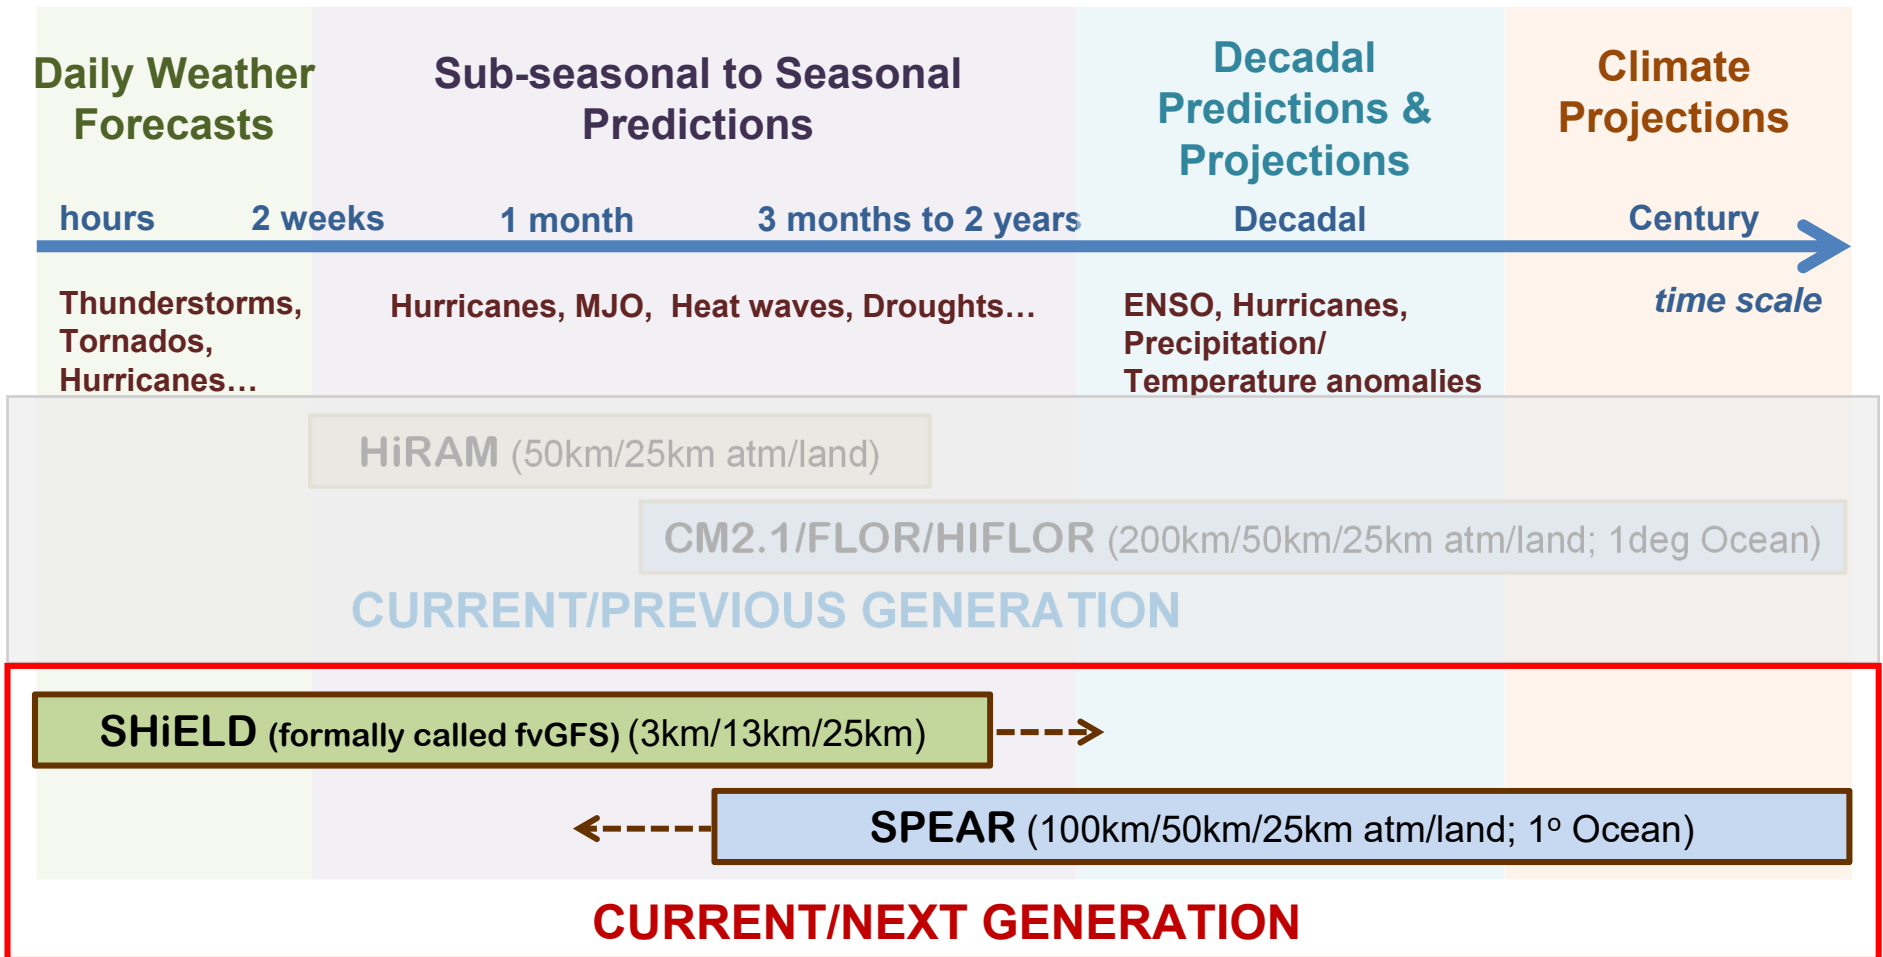 Daily Weather
Forecasts
Sub-seasonal to Seasonal
Predictions
Decadal
Predictions &
Projections
Climate
Projections
hours
2 weeks
1 month
3 months to 2 years
Decadal
Century
time scale
Thunderstorms,
Tornados,
Hurricanes…
Hurricanes, MJO, Heat waves, Droughts…
ENSO, Hurricanes,
Precipitation/
Temperature anomalies
HiRAM (50km/25km atm/land)
CM2.1/FLOR/HIFLOR (200km/50km/25km atm/land; 1deg Ocean)
CURRENT/PREVIOUS GENERATION
SHiELD (formally called fvGFS) (3km/13km/25km)
SPEAR (100km/50km/25km atm/land; 1º Ocean)
CURRENT/NEXT GENERATION